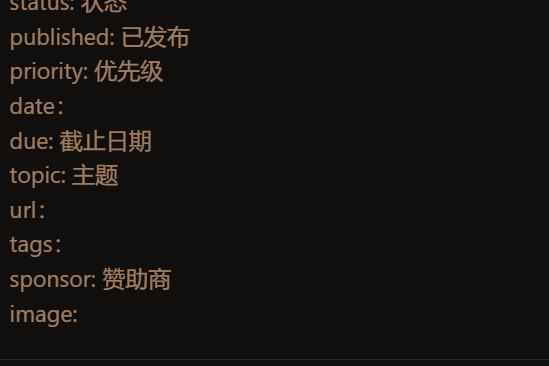 status: 状态
published: 已发布
priority: 优先级
date：
due: 截止日期
topic: 主题
url：
tags：
sponsor: 赞助商
image: